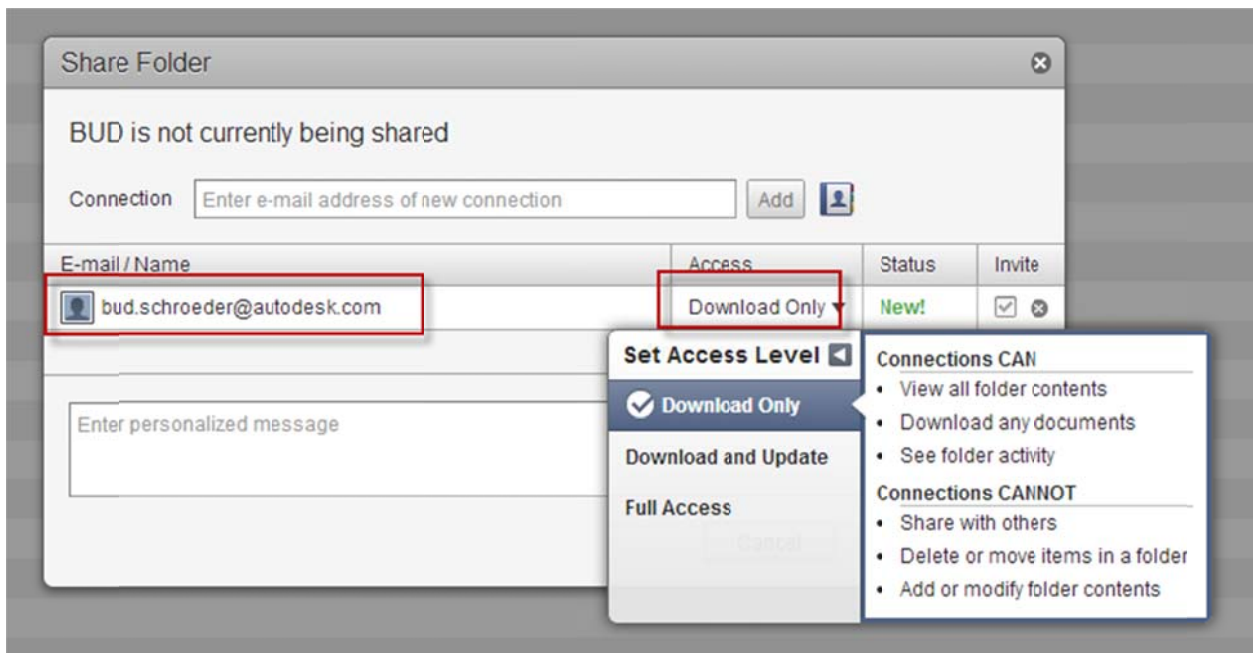 Share Folder
BUD is not currently being shared
Connection Enter e-mail address of new connection Add
E-mail / Name Access Status Invite
bud.schroeder@autodesk.com Download Only New!
Set Access Level
Download Only
Download and Update
Full Access
Connections CAN
• View all folder contents
• Download any documents
• See folder activity
Connections CANNOT
• Share with others
• Delete or move items in a folder
• Add or modify folder contents
Enter personalized message
Cancel